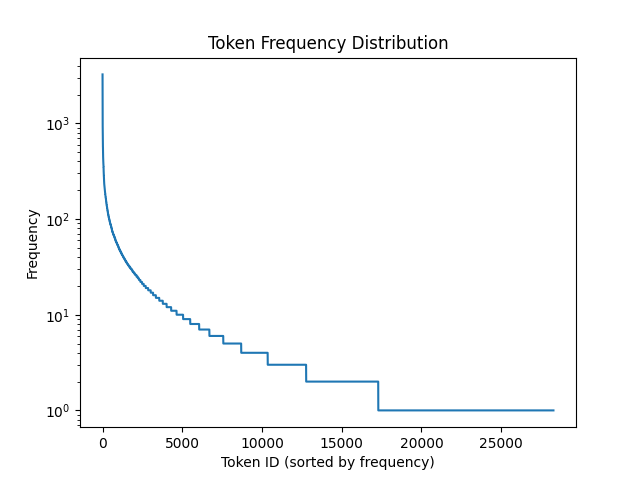 Token Frequency Distribution
Frequency
10³
10²
10¹
10⁰
0 5000 10000 15000 20000 25000
Token ID (sorted by frequency)